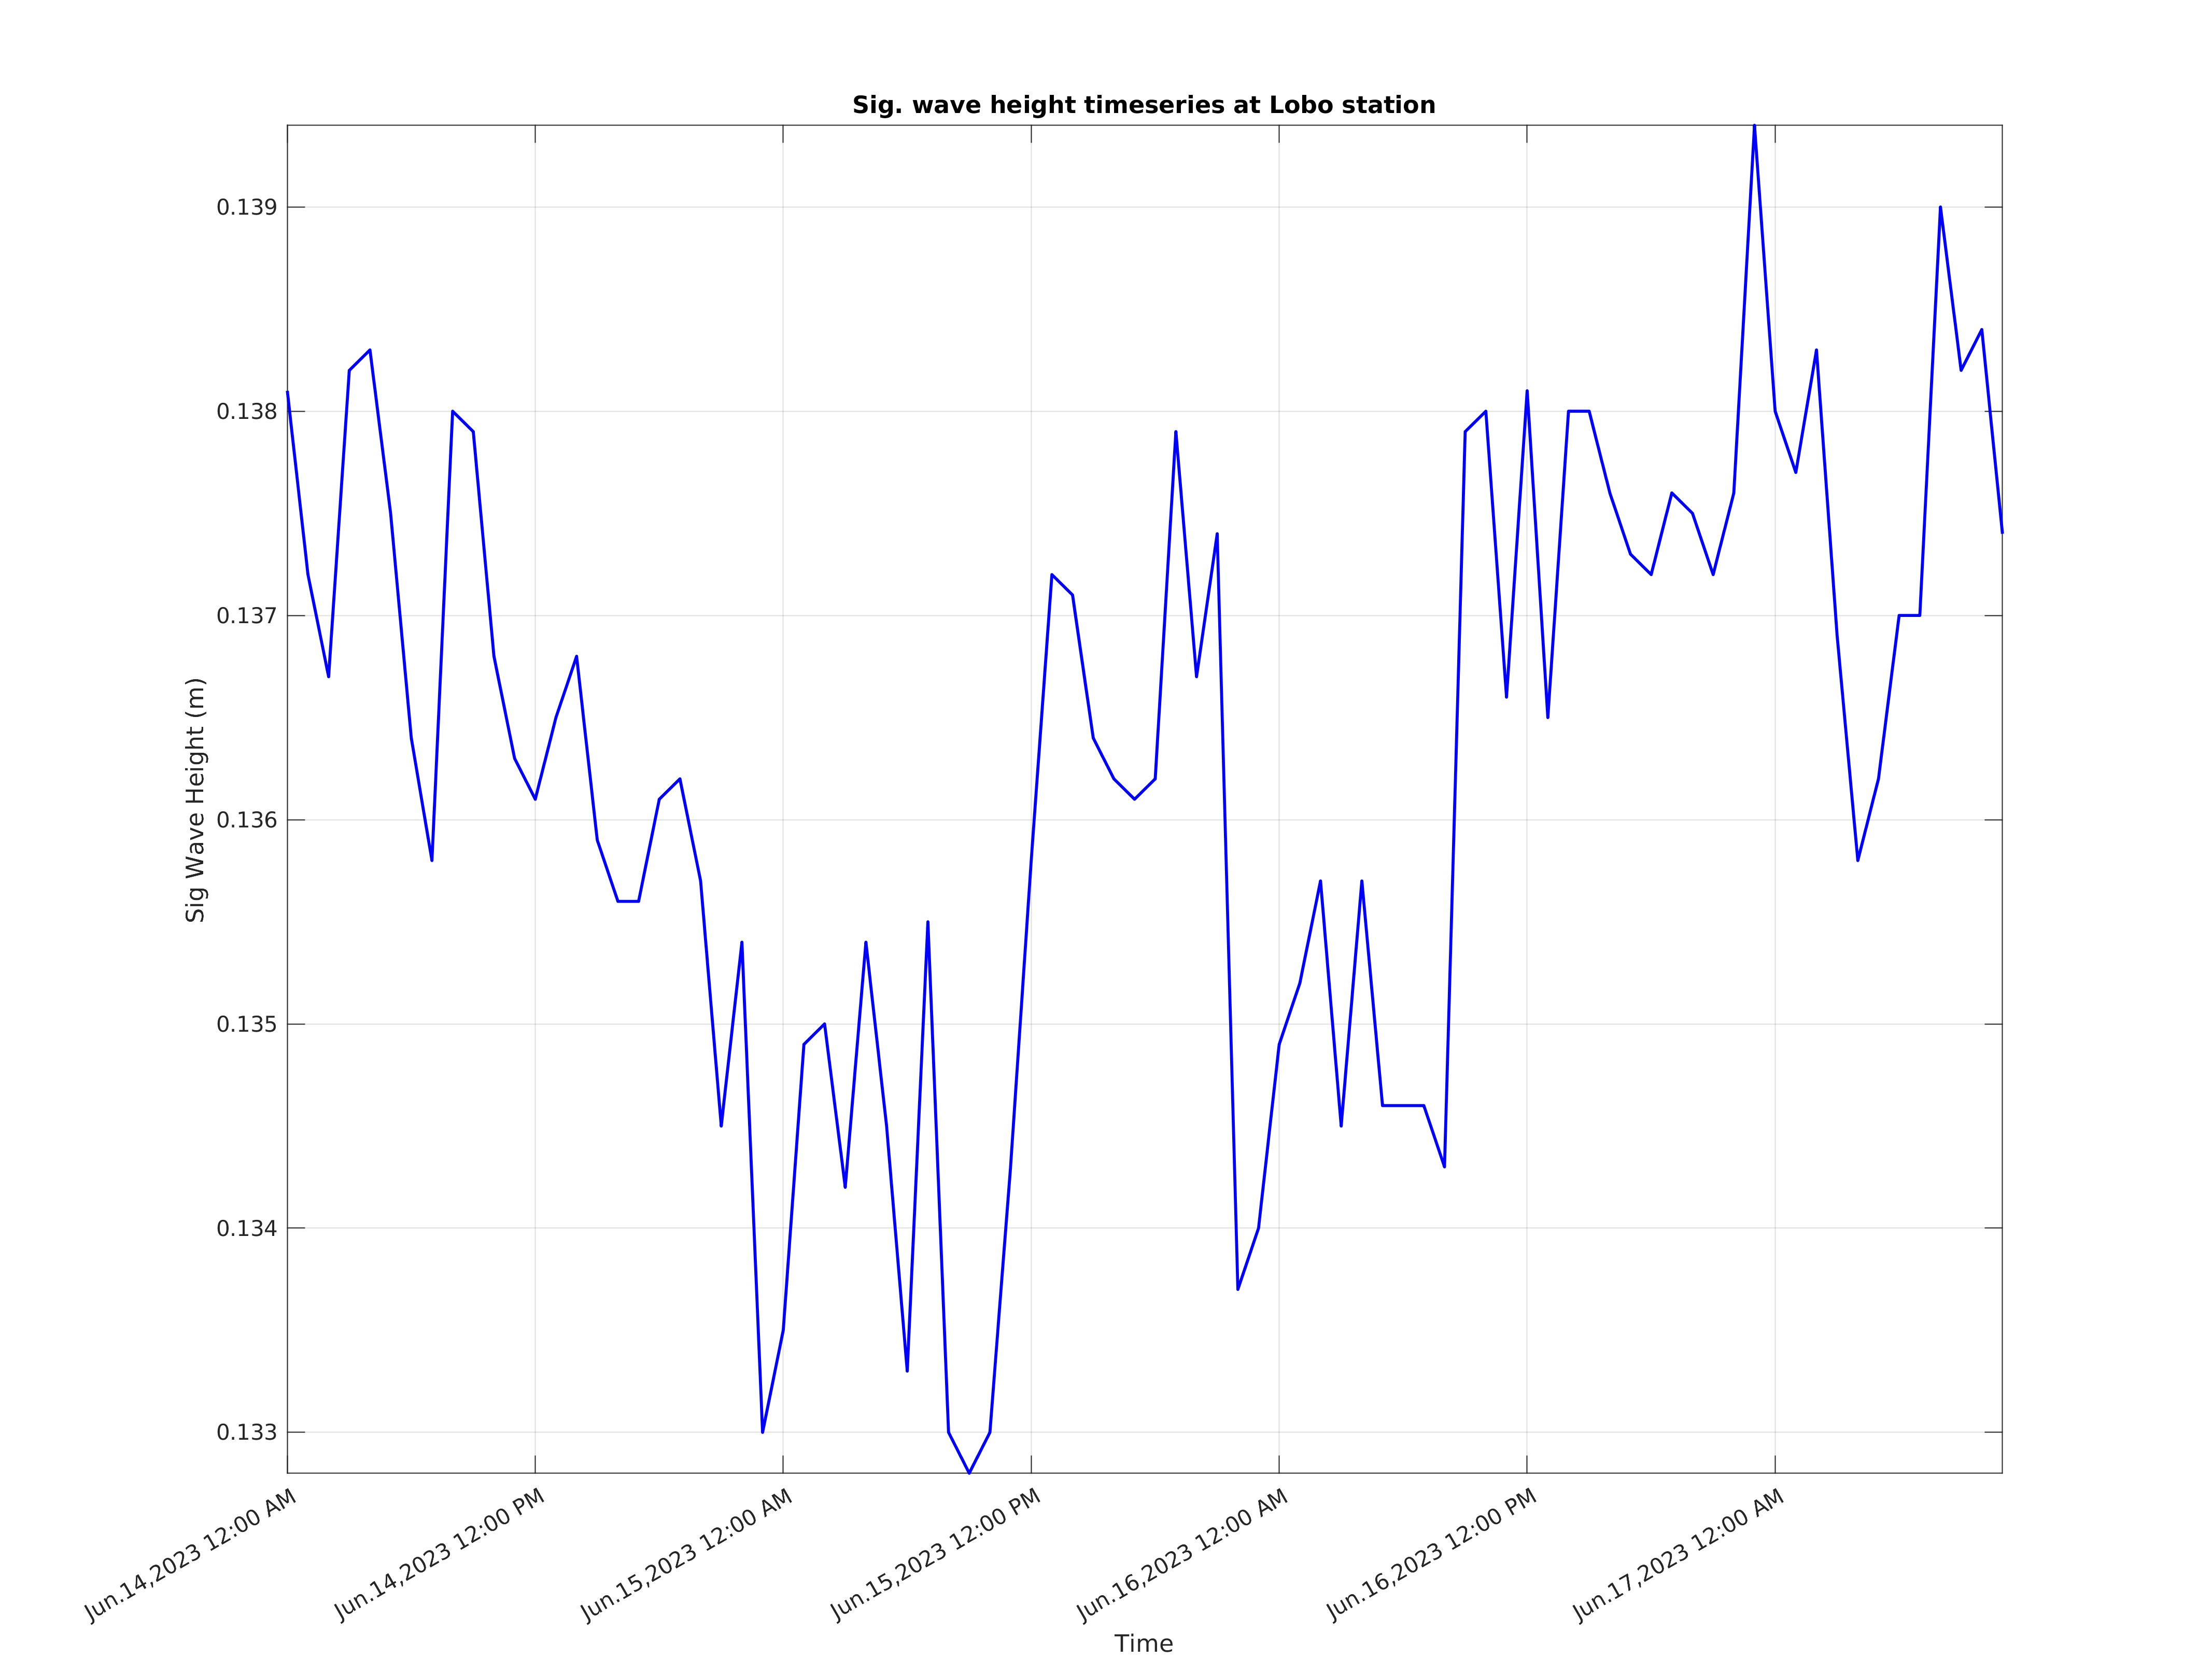 Sig. wave height timeseries at Lobo station
Sig Wave Height (m)
0.139
0.138
0.137
0.136
0.135
0.134
0.133
Jun.14,2023 12:00 AM
Jun.14,2023 12:00 PM
Jun.15,2023 12:00 AM
Jun.15,2023 12:00 PM
Jun.16,2023 12:00 AM
Jun.16,2023 12:00 PM
Jun.17,2023 12:00 AM
Time